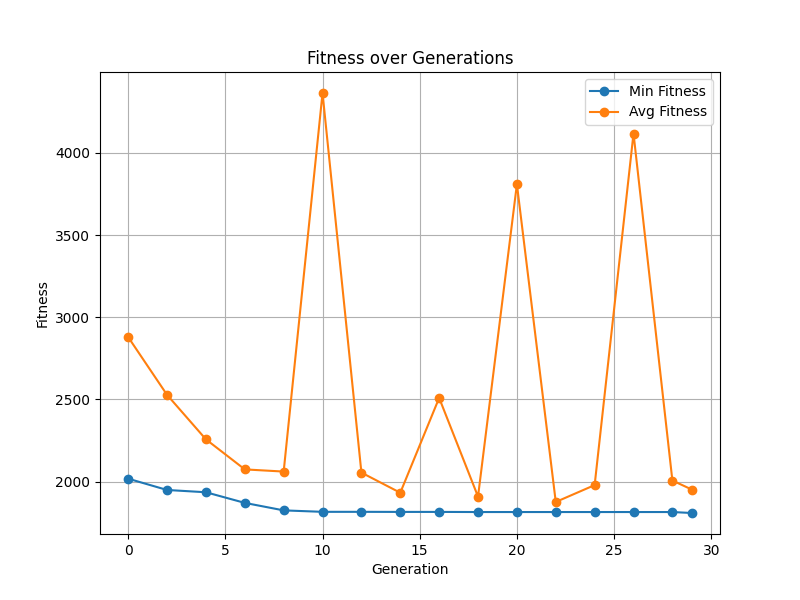 Fitness over Generations
Min Fitness
Avg Fitness
4000
3500
3000
2500
2000
Fitness
0 5 10 15 20 25 30
Generation